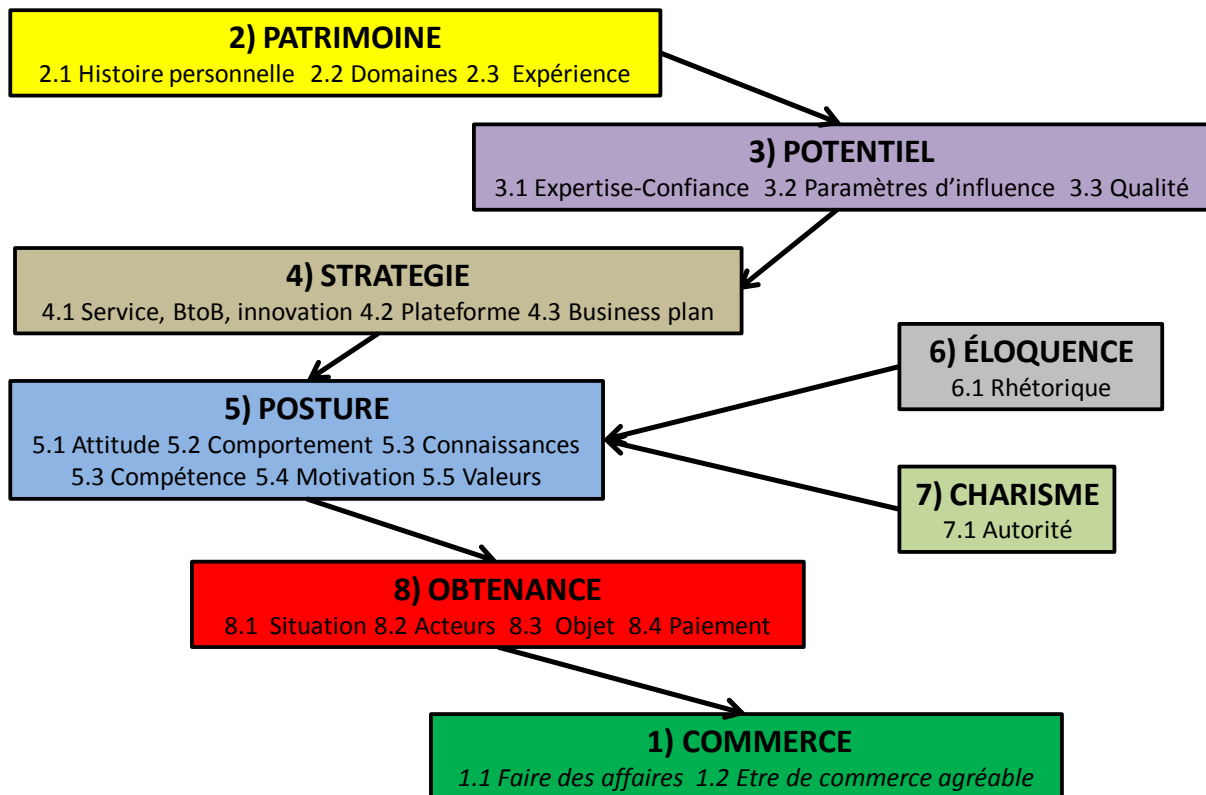 2) PATRIMOINE
2.1 Histoire personnelle 2.2 Domaines 2.3 Expérience
3) POTENTIEL
3.1 Expertise-Confiance 3.2 Paramètres d’influence 3.3 Qualité
4) STRATEGIE
4.1 Service, BtoB, innovation 4.2 Plateforme 4.3 Business plan
6) ÉLOQUENCE
6.1 Rhétorique
5) POSTURE
5.1 Attitude 5.2 Comportement 5.3 Connaissances
5.3 Compétence 5.4 Motivation 5.5 Valeurs
7) CHARISME
7.1 Autorité
8) OBTENANCE
8.1 Situation 8.2 Acteurs 8.3 Objet 8.4 Paiement
1) COMMERCE
1.1 Faire des affaires 1.2 Etre de commerce agréable